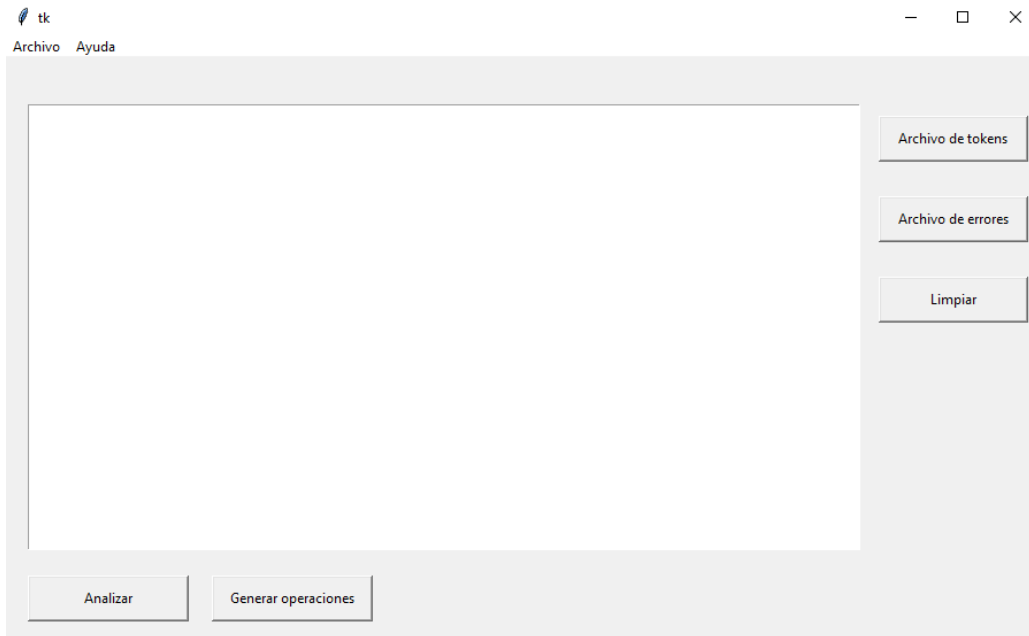 tk
Archivo Ayuda
Archivo de tokens
Archivo de errores
Limpiar
Analizar Generar operaciones